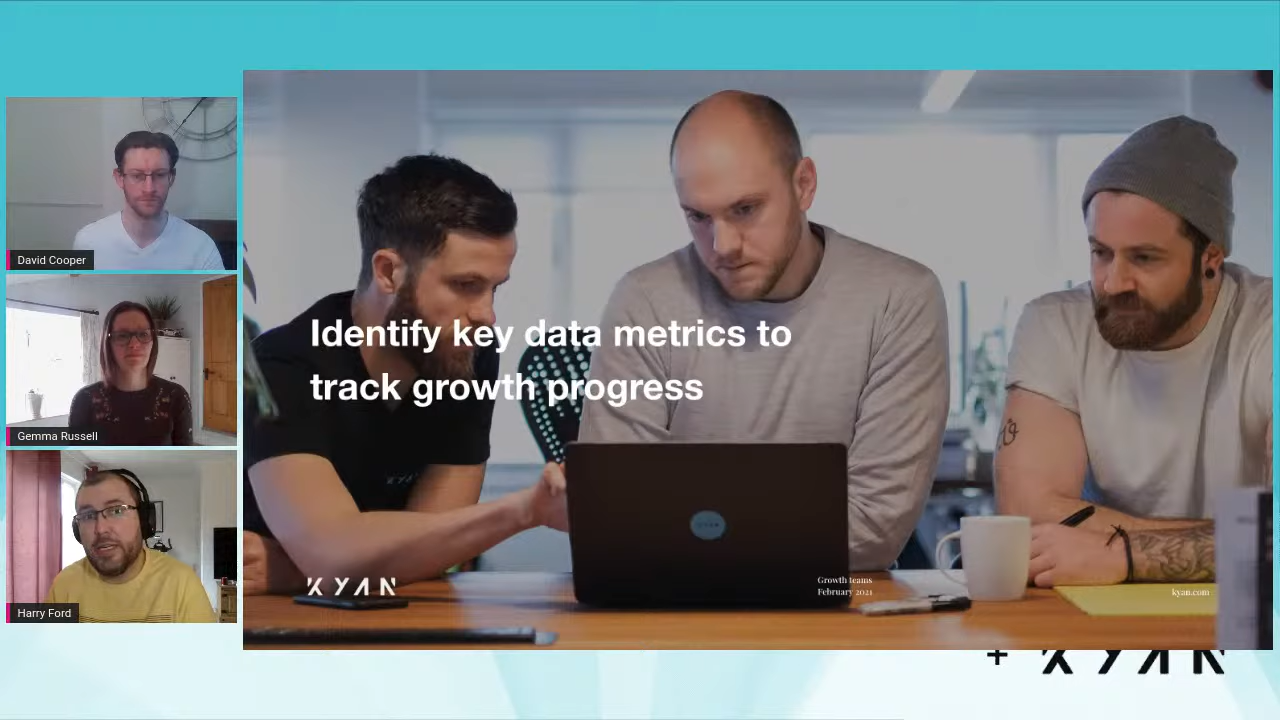 David Cooper
Gemma Russell
Harry Ford
Identify key data metrics to
track growth progress
KYAN
Growth teams
February 2021
kyan.com
+ KYAN